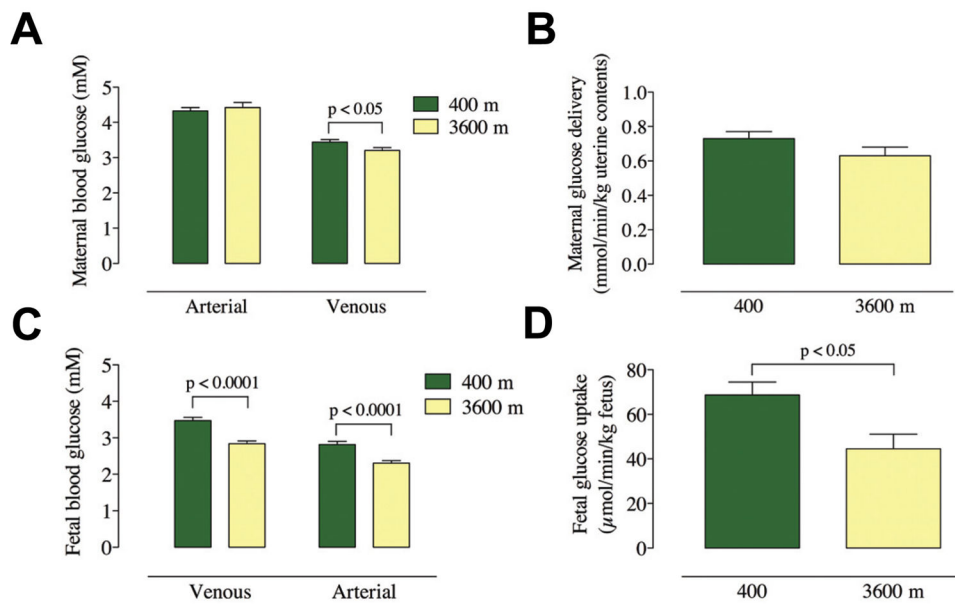 A
Maternal blood glucose (mM)
5
4
3
2
1
0
p < 0.05
400 m
3600 m
Arterial
Venous
B
Maternal glucose delivery
(mmol/min/kg uterine contents)
1.0
0.8
0.6
0.4
0.2
0.0
400
3600 m
C
Fetal blood glucose (mM)
5
4
3
2
1
0
p < 0.0001
p < 0.0001
400 m
3600 m
Venous
Arterial
D
Fetal glucose uptake
(µmol/min/kg fetus)
80
60
40
20
0
p < 0.05
400
3600 m